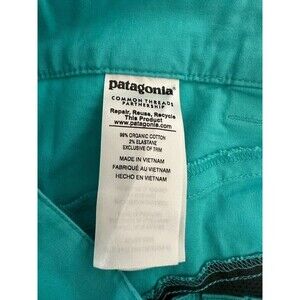 patagonia
COMMON THREADS
PARTNERSHIP
Repair, Reuse, Recycle
This Product
www.patagonia.com
98% ORGANIC COTTON
2% ELASTANE
EXCLUSIVE OF TRIM
MADE IN VIETNAM
FABRIQUÉ AU VIETNAM
HECHO EN VIETNAM